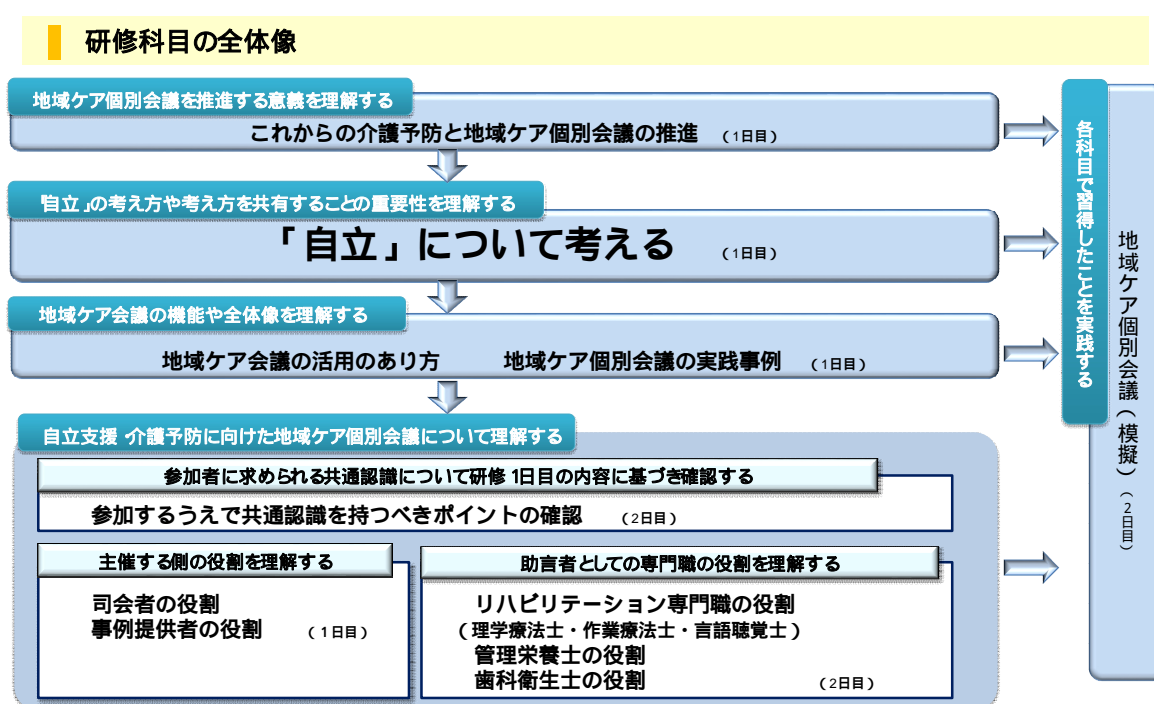 研修科目の全体像
地域ケア個別会議を推進する意義を理解する
これからの介護予防と地域ケア個別会議の推進 (1日目)
「自立」の考え方や考え方を共有することの重要性を理解する
「自立」について考える (1日目)
地域ケア会議の機能や全体像を理解する
地域ケア会議の活用のあり方 地域ケア個別会議の実践事例 (1日目)
自立支援・介護予防に向けた地域ケア個別会議について理解する
参加者に求められる共通認識について研修1日目の内容に基づき確認する
参加するうえで共通認識を持つべきポイントの確認 (2日目)
主催する側の役割を理解する
司会者の役割
事例提供者の役割 (1日目)
助言者としての専門職の役割を理解する
リハビリテーション専門職の役割
(理学療法士・作業療法士・言語聴覚士)
管理栄養士の役割
歯科衛生士の役割 (2日目)
各科目で習得したことを実践する
地域ケア個別会議(模擬) (2日目)